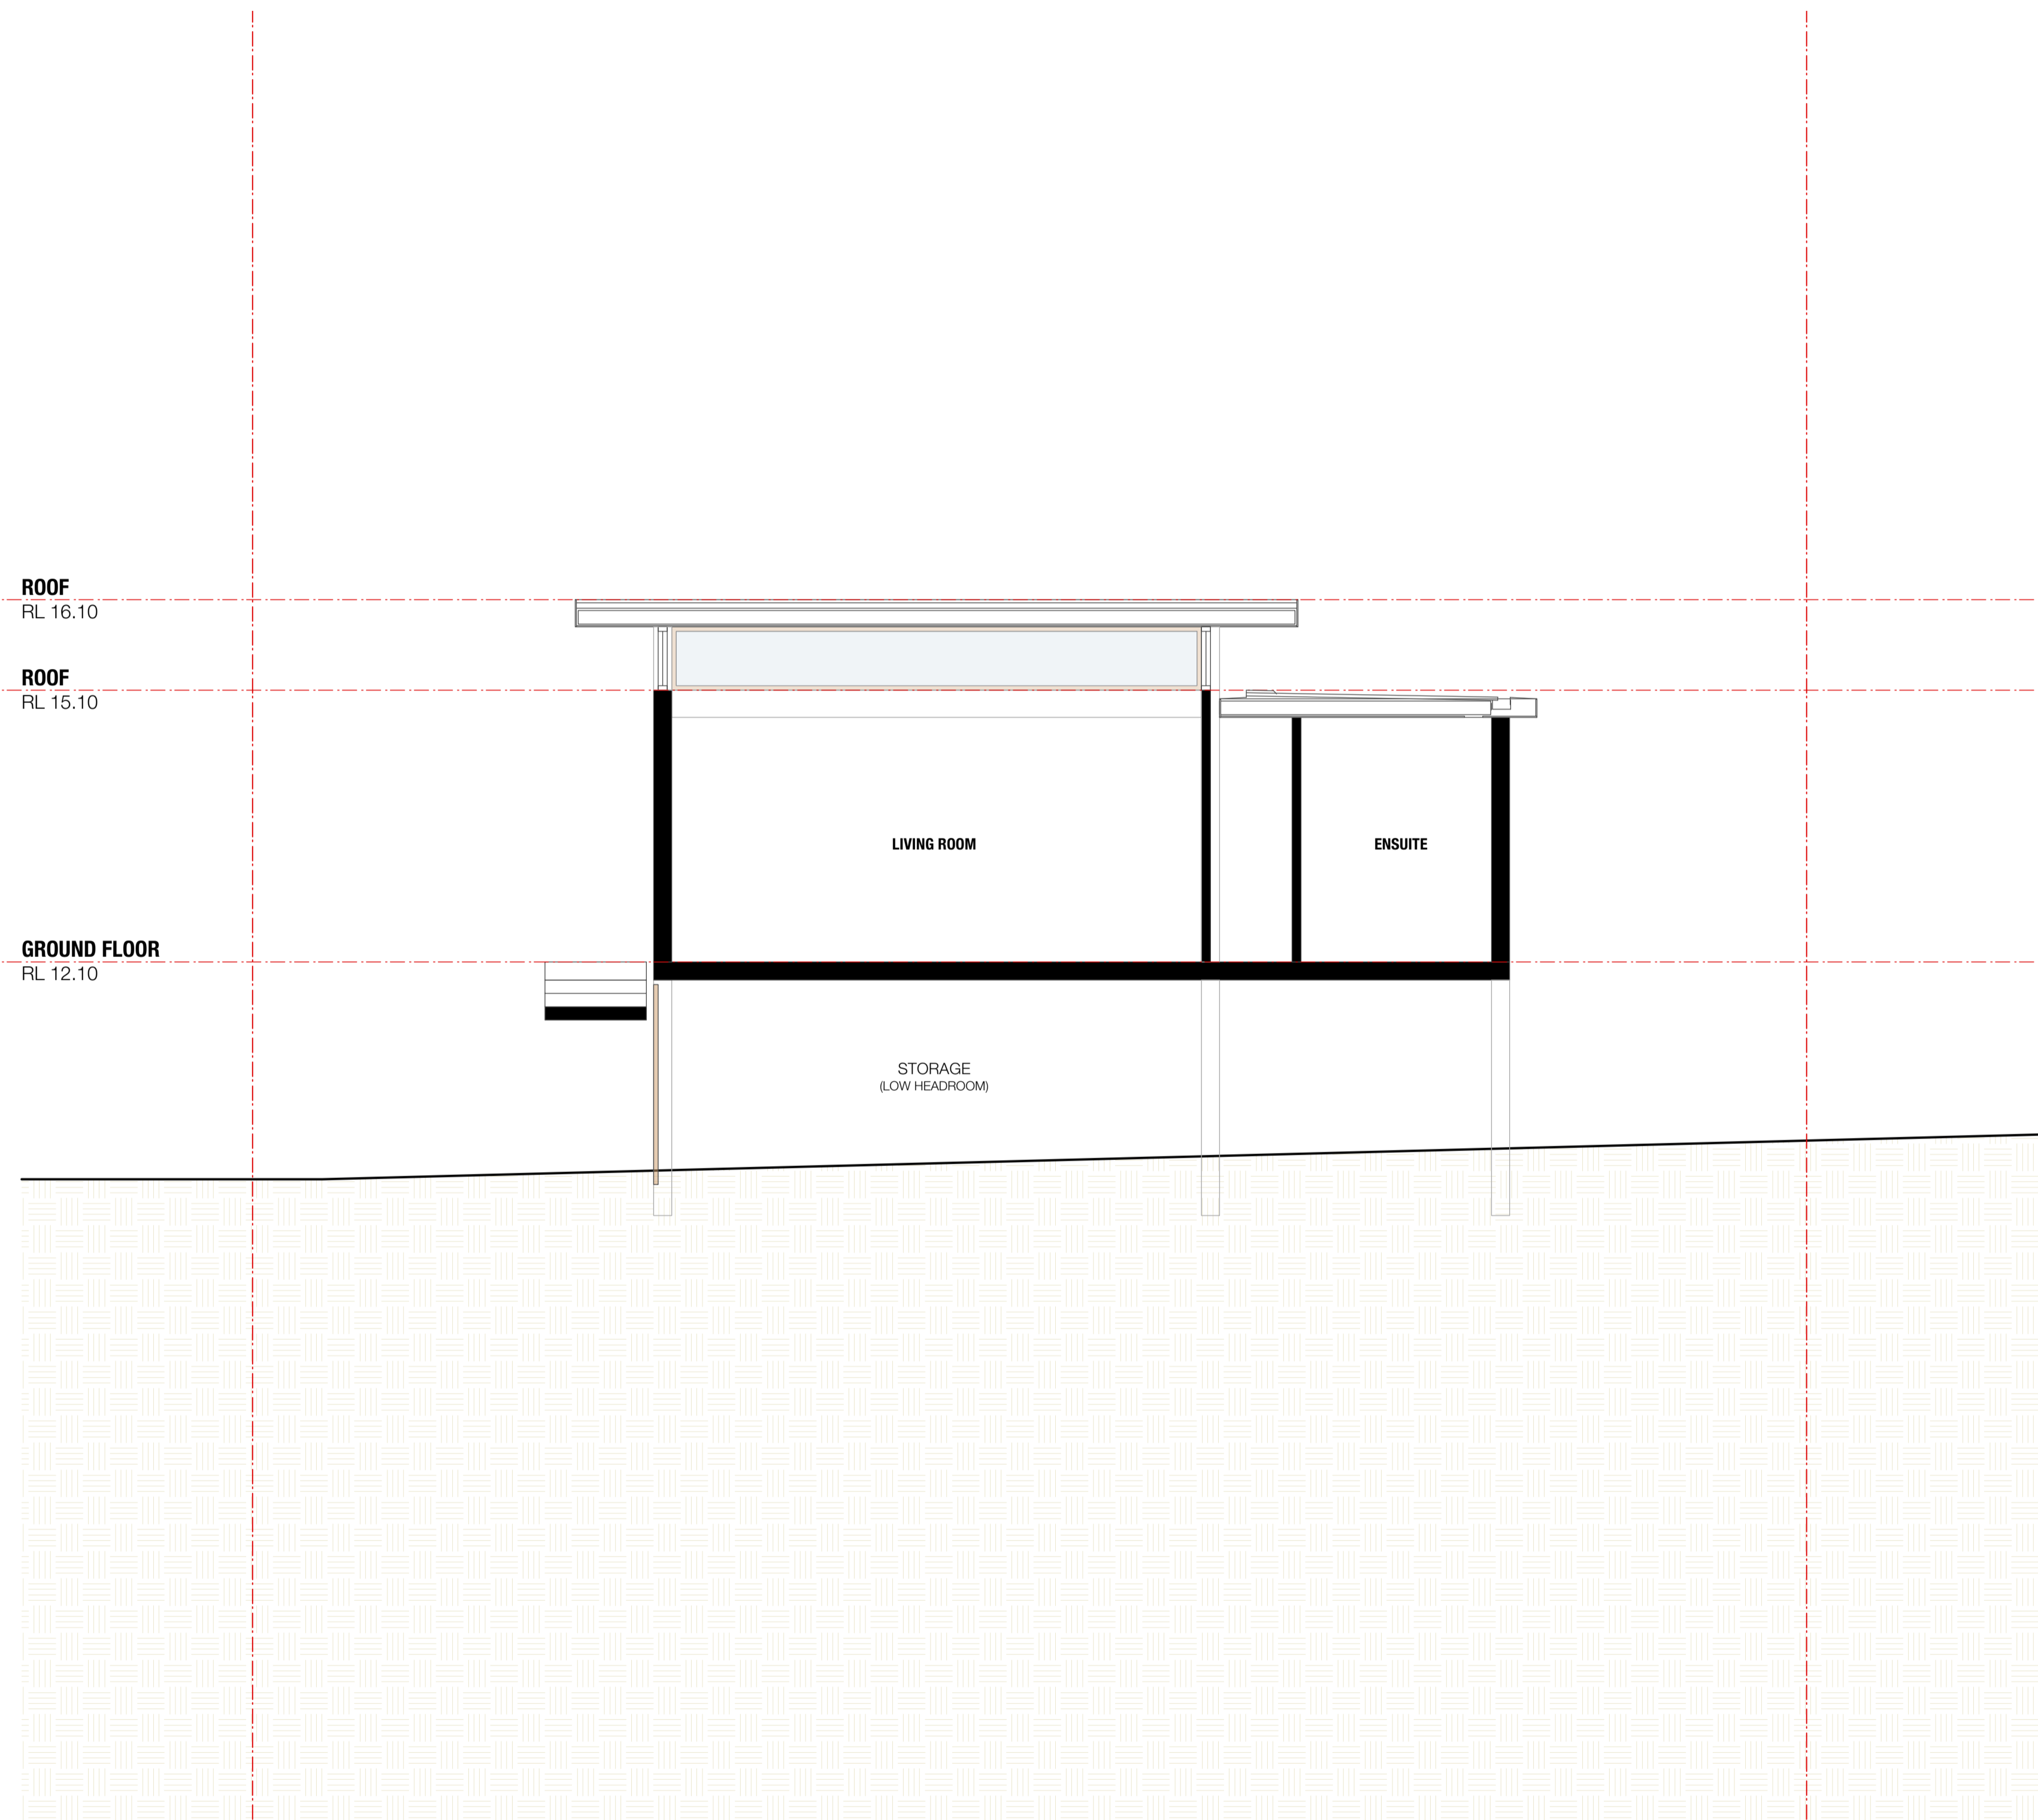 ROOF
RL 16.10
ROOF
RL 15.10
LIVING ROOM
ENSUITE
GROUND FLOOR
RL 12.10
STORAGE
(LOW HEADROOM)